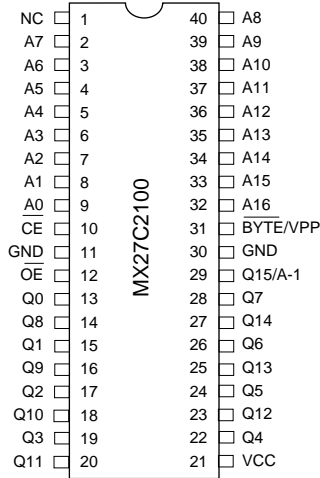 NC 1 40 A8
A7 2 39 A9
A6 3 38 A10
A5 4 37 A11
A4 5 36 A12
A3 6 35 A13
A2 7 34 A14
A1 8 33 A15
A0 9 32 A16
CE 10 31 BYTE/VPP
GND 11 30 GND
OE 12 29 Q15/A-1
Q0 13 28 Q7
Q8 14 27 Q14
Q1 15 26 Q6
Q9 16 25 Q13
Q2 17 24 Q5
Q10 18 23 Q12
Q3 19 22 Q4
Q11 20 21 VCC
MX27C2100